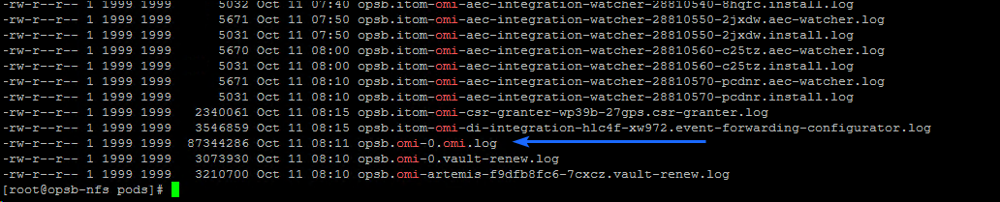 -rw-r--r-- 1 1999 1999     5032 Oct 11 07:40 opsb.itom-omi-aec-integration-watcher-28810540-8hqrc.install.log
-rw-r--r-- 1 1999 1999     5671 Oct 11 07:50 opsb.itom-omi-aec-integration-watcher-28810550-2jxdw.aec-watcher.log
-rw-r--r-- 1 1999 1999     5031 Oct 11 07:50 opsb.itom-omi-aec-integration-watcher-28810550-2jxdw.install.log
-rw-r--r-- 1 1999 1999     5670 Oct 11 08:00 opsb.itom-omi-aec-integration-watcher-28810560-c25tz.aec-watcher.log
-rw-r--r-- 1 1999 1999     5031 Oct 11 08:00 opsb.itom-omi-aec-integration-watcher-28810560-c25tz.install.log
-rw-r--r-- 1 1999 1999     5671 Oct 11 08:10 opsb.itom-omi-aec-integration-watcher-28810570-pcdnr.aec-watcher.log
-rw-r--r-- 1 1999 1999     5031 Oct 11 08:10 opsb.itom-omi-aec-integration-watcher-28810570-pcdnr.install.log
-rw-r--r-- 1 1999 1999  2340061 Oct 11 08:15 opsb.itom-omi-csr-granter-wp39b-27gps.csr-granter.log
-rw-r--r-- 1 1999 1999  3546859 Oct 11 08:15 opsb.itom-omi-di-integration-hlc4f-xw972.event-forwarding-configurator.log
-rw-r--r-- 1 1999 1999 87344286 Oct 11 08:11 opsb.omi-0.omi.log
-rw-r--r-- 1 1999 1999  3073930 Oct 11 08:10 opsb.omi-0.vault-renew.log
-rw-r--r-- 1 1999 1999  3210700 Oct 11 08:10 opsb.omi-artemis-f9dfb8fc6-7cxcz.vault-renew.log
[root@opsb-nfs pods]#